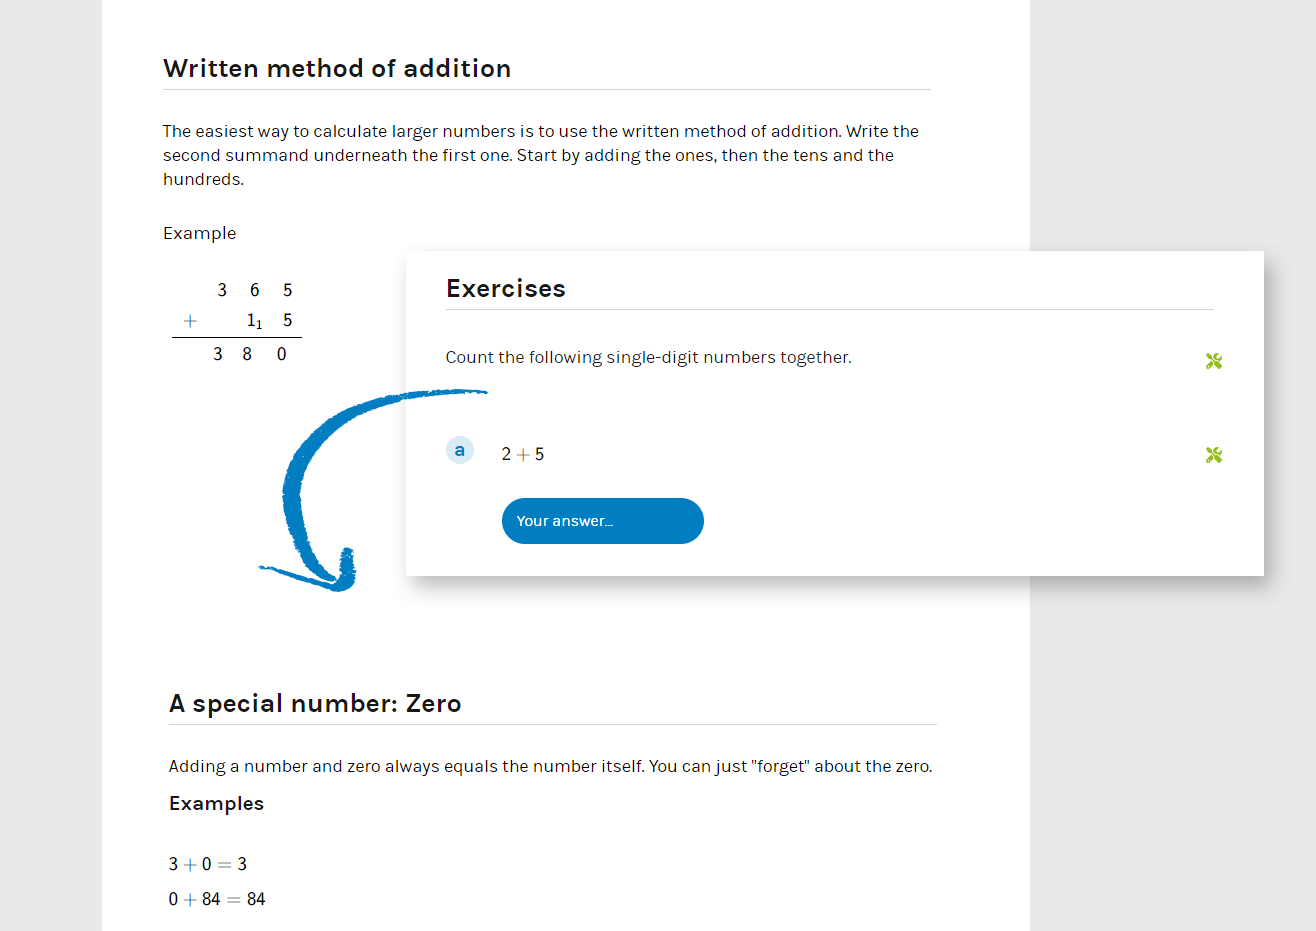 Written method of addition
The easiest way to calculate larger numbers is to use the written method of addition. Write the
second summand underneath the first one. Start by adding the ones, then the tens and the
hundreds.
Example
3 6 5
+ 1₁ 5
3 8 0
Exercises
Count the following single-digit numbers together.
a 2 + 5
Your answer...
A special number: Zero
Adding a number and zero always equals the number itself. You can just "forget" about the zero.
Examples
3 + 0 = 3
0 + 84 = 84